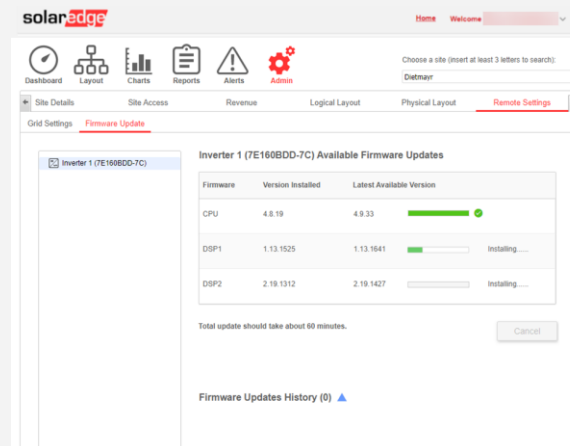 solaredge
Home Welcome
Dashboard Layout Charts Reports Alerts Admin
Choose a site (insert at least 3 letters to search):
Dietmayr
Site Details Site Access Revenue Logical Layout Physical Layout Remote Settings
Grid Settings Firmware Update
Inverter 1 (7E160BDD-7C)
Inverter 1 (7E160BDD-7C) Available Firmware Updates
Firmware Version Installed Latest Available Version
CPU 4.8.19 4.9.33
DSP1 1.13.1525 1.13.1641 Installing......
DSP2 2.19.1312 2.19.1427 Installing......
Total update should take about 60 minutes.
Cancel
Firmware Updates History (0)